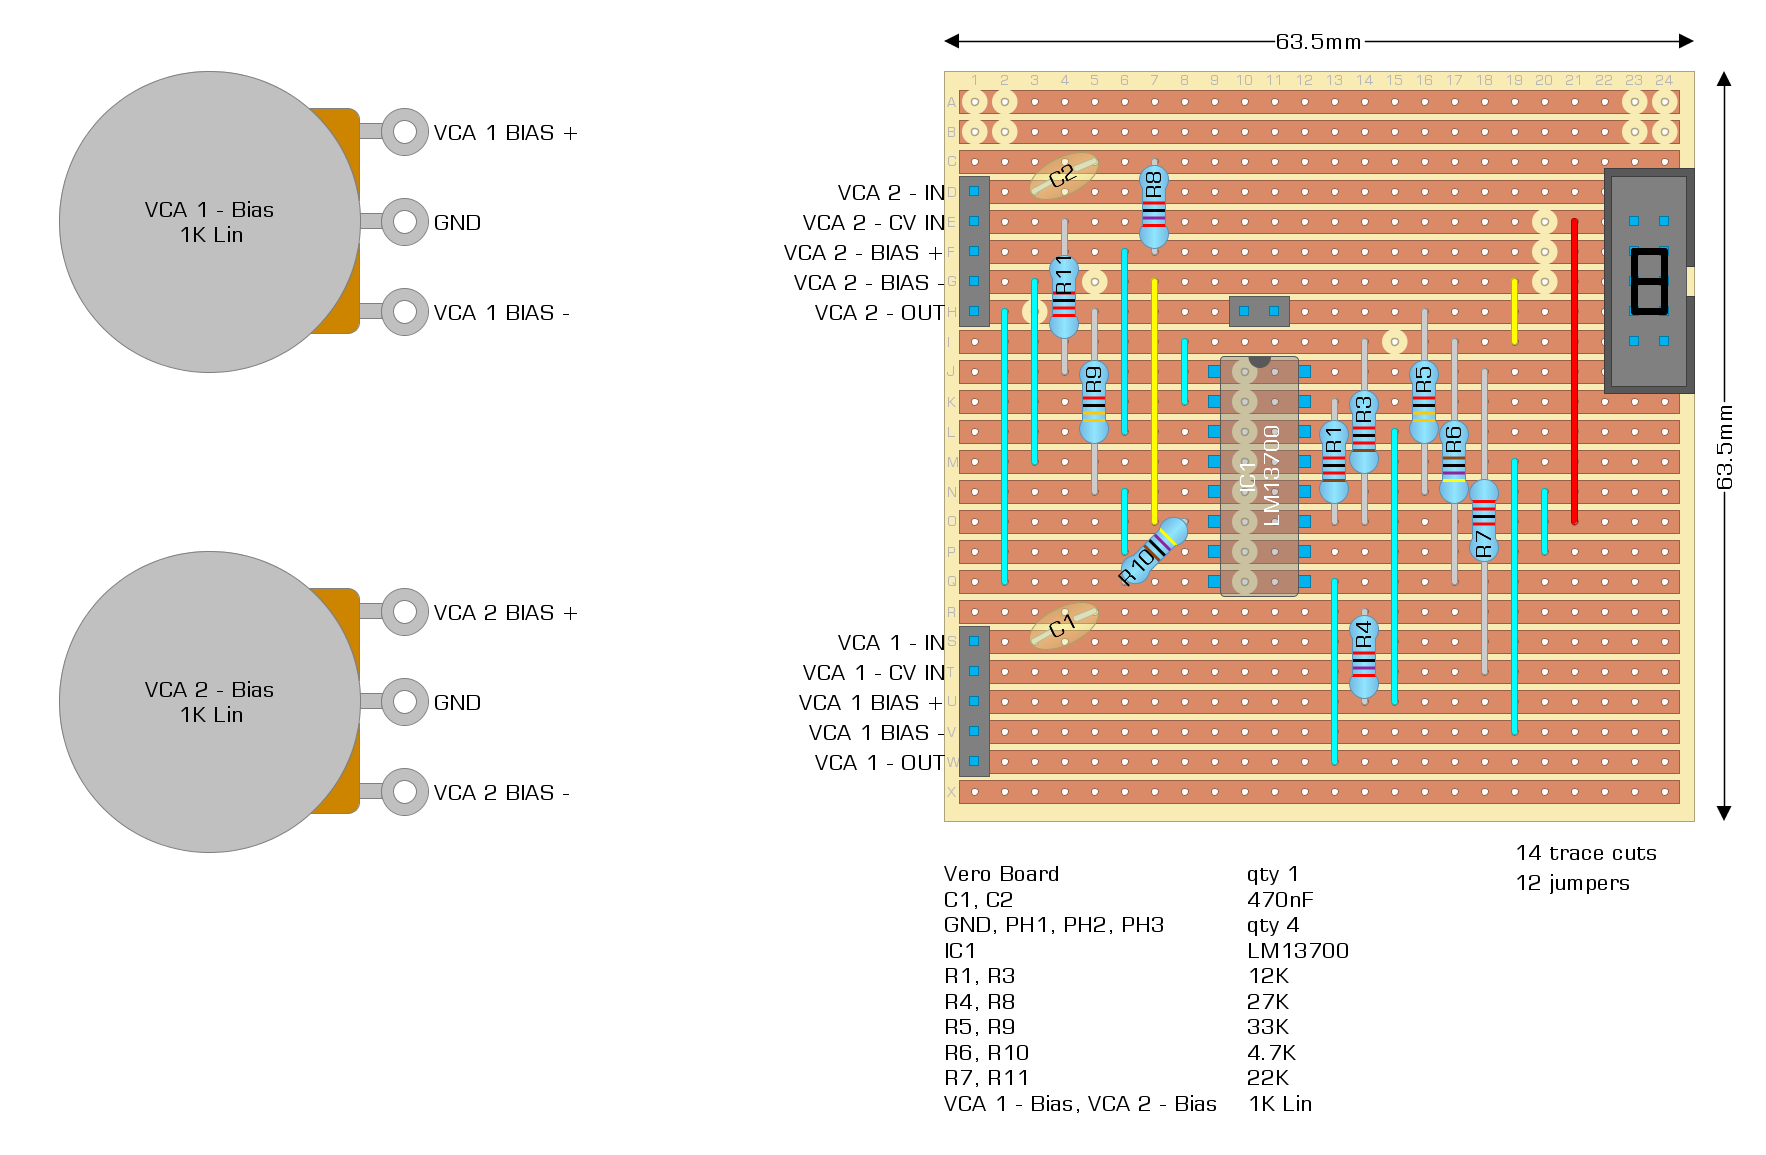 63.5mm
1 2 3 4 5 6 7 8 9 10 11 12 13 14 15 16 17 18 19 20 21 22 23 24
A
B
C
D
E
F
G
H
I
J
K
L
M
N
O
P
Q
R
S
T
U
V
W
X
63.5mm
VCA 1 - Bias
1K Lin
VCA 1 BIAS +
GND
VCA 1 BIAS -
VCA 2 - Bias
1K Lin
VCA 2 BIAS +
GND
VCA 2 BIAS -
VCA 2 - IN
VCA 2 - CV IN
VCA 2 - BIAS +
VCA 2 - BIAS -
VCA 2 - OUT
VCA 1 - IN
VCA 1 - CV IN
VCA 1 BIAS +
VCA 1 BIAS -
VCA 1 - OUT
C2
R8
R11
R9
R10
C1
IC1
LM13700
R1
R3
R5
R6
R7
R4
8
14 trace cuts
12 jumpers
Vero Board qty 1
C1, C2 470nF
GND, PH1, PH2, PH3 qty 4
IC1 LM13700
R1, R3 12K
R4, R8 27K
R5, R9 33K
R6, R10 4.7K
R7, R11 22K
VCA 1 - Bias, VCA 2 - Bias 1K Lin